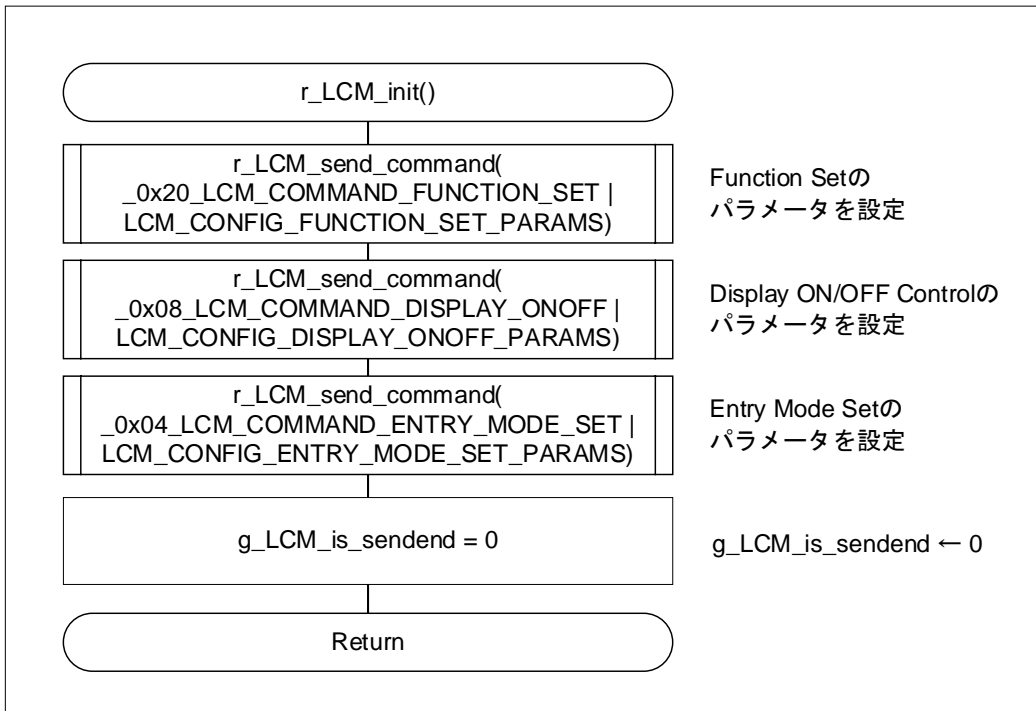 r_LCM_init()
r_LCM_send_command(
_0x20_LCM_COMMAND_FUNCTION_SET |
LCM_CONFIG_FUNCTION_SET_PARAMS)
Function Setの
パラメータを設定
r_LCM_send_command(
_0x08_LCM_COMMAND_DISPLAY_ONOFF |
LCM_CONFIG_DISPLAY_ONOFF_PARAMS)
Display ON/OFF Controlの
パラメータを設定
r_LCM_send_command(
_0x04_LCM_COMMAND_ENTRY_MODE_SET |
LCM_CONFIG_ENTRY_MODE_SET_PARAMS)
Entry Mode Setの
パラメータを設定
g_LCM_is_sendend = 0
g_LCM_is_sendend ← 0
Return